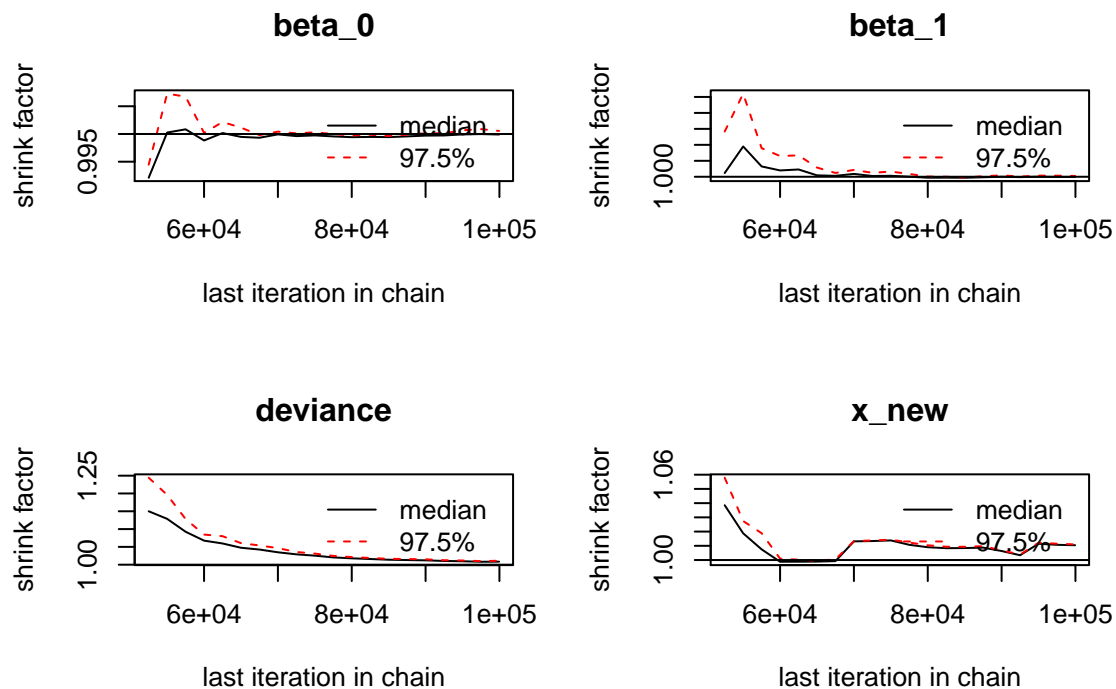 beta_0
shrink factor
0.995
median
97.5%
6e+04 8e+04 1e+05
last iteration in chain
beta_1
shrink factor
1.000
median
97.5%
6e+04 8e+04 1e+05
last iteration in chain
deviance
shrink factor
1.00 1.25
median
97.5%
6e+04 8e+04 1e+05
last iteration in chain
x_new
shrink factor
1.00 1.06
median
97.5%
6e+04 8e+04 1e+05
last iteration in chain